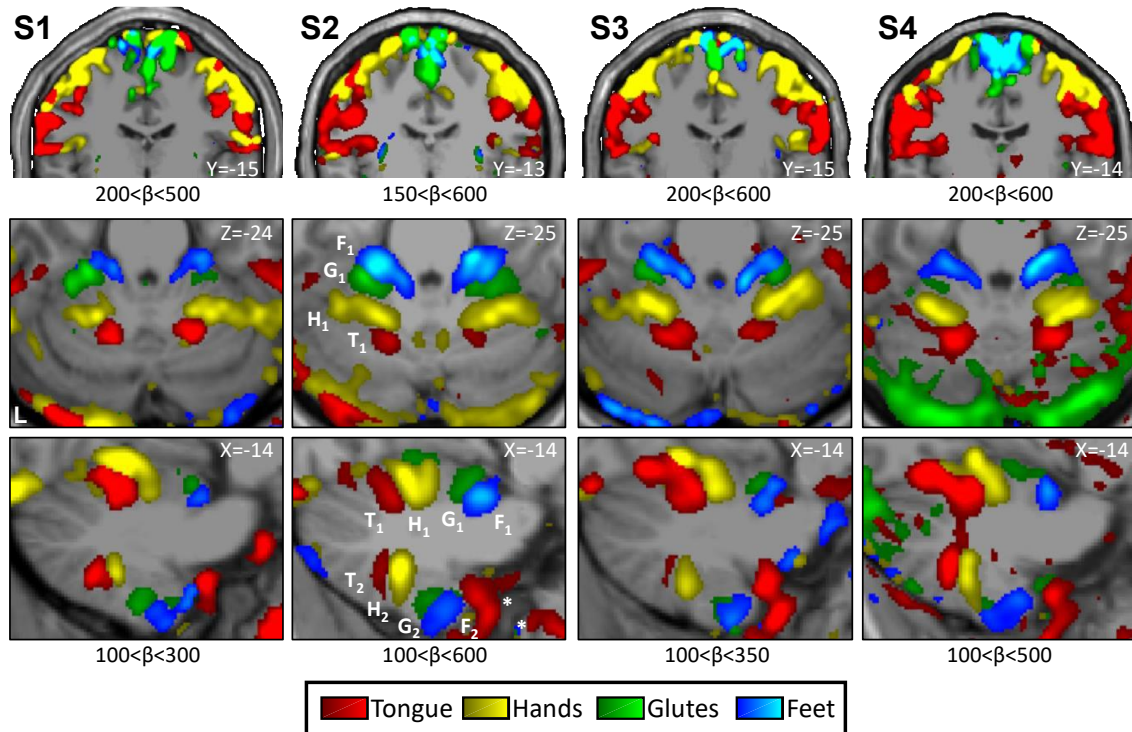 S1 S2 S3 S4
Y=-15 Y=-13 Y=-15 Y=-14
200<β<500 150<β<600 200<β<600 200<β<600
Z=-24 Z=-25 Z=-25 Z=-25
F1
G1
H1
T1
L
X=-14 X=-14 X=-14 X=-14
T1 H1 G1 F1
T2
H2 G2 F2 * *
100<β<300 100<β<600 100<β<350 100<β<500
Tongue Hands Glutes Feet